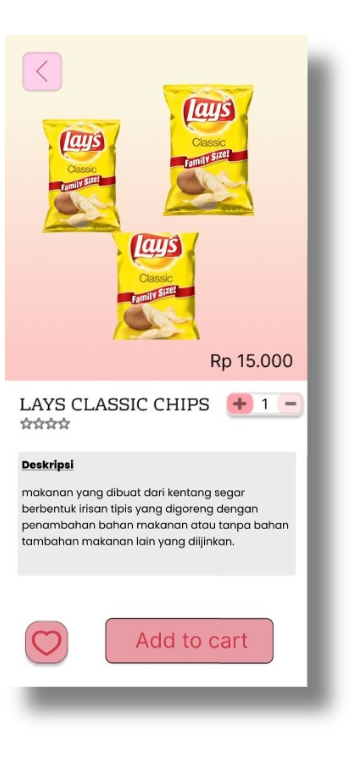 Lay's
Classic
Family Size!
Lay's
Classic
Family Size!
Lay's
Classic
Family Size!
Rp 15.000
LAYS CLASSIC CHIPS
+ 1 −
Deskripsi
makanan yang dibuat dari kentang segar
berbentuk irisan tipis yang digoreng dengan
penambahan bahan makanan atau tanpa bahan
tambahan makanan lain yang diijinkan.
Add to cart